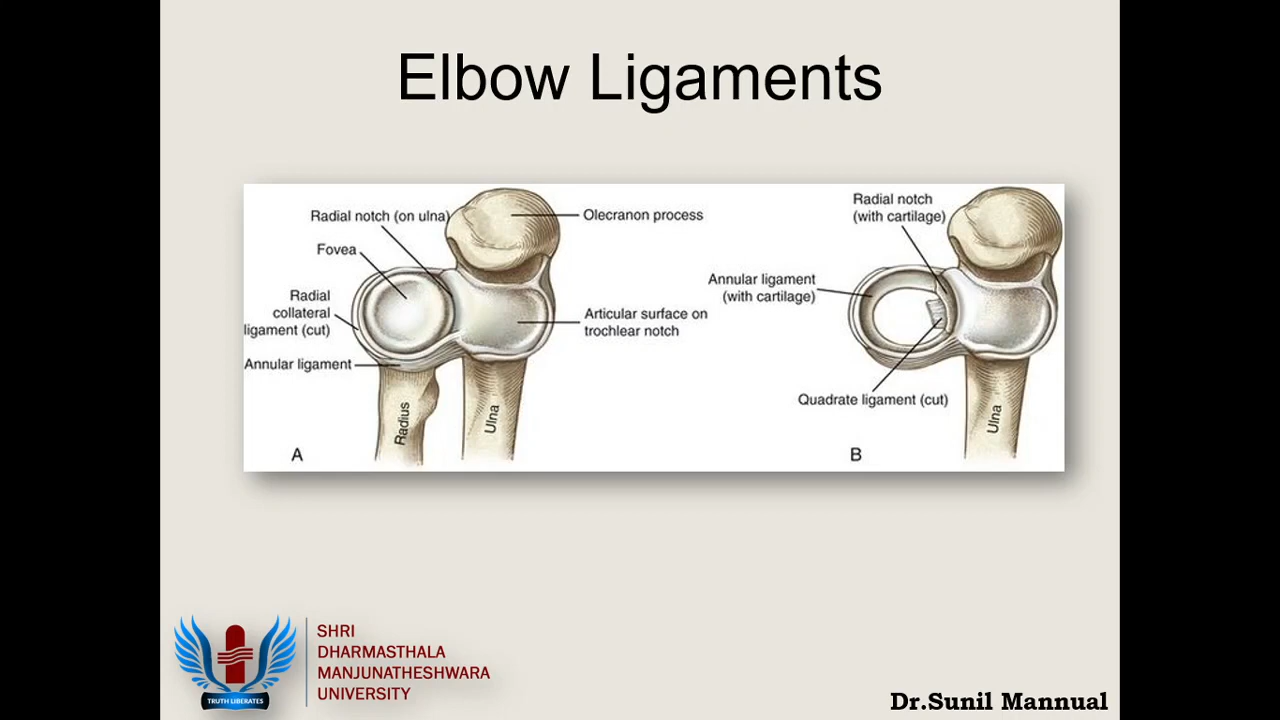 Elbow Ligaments
Radial notch (on ulna)
Olecranon process
Fovea
Radial
collateral
ligament (cut)
Articular surface on
trochlear notch
Annular ligament
Radius
Ulna
A
Radial notch
(with cartilage)
Annular ligament
(with cartilage)
Quadrate ligament (cut)
Ulna
B
TRUTH LIBERATES
SHRI
DHARMASTHALA
MANJUNATHESHWARA
UNIVERSITY
Dr.Sunil Mannual